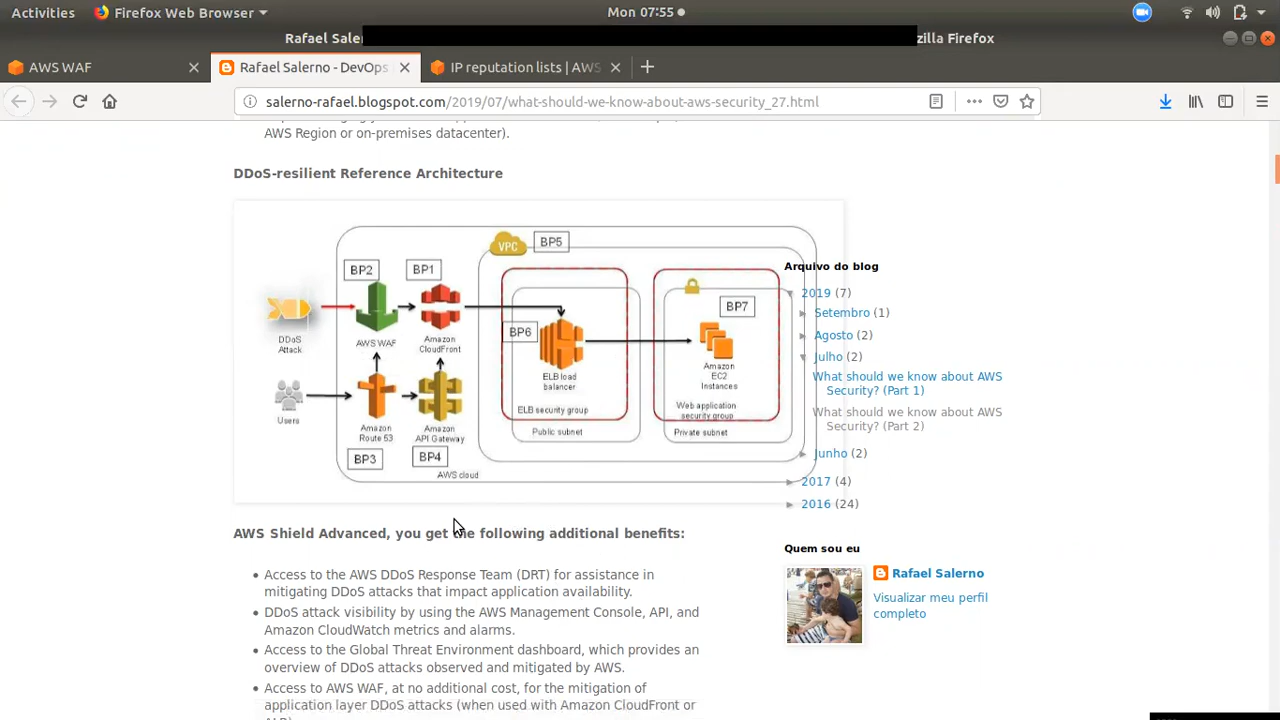 Activities
Firefox Web Browser
Mon 07:55
Rafael Saler
zilla Firefox
AWS WAF
Rafael Salerno - DevOps
IP reputation lists | AWS
salerno-rafael.blogspot.com/2019/07/what-should-we-know-about-aws-security_27.html
AWS Region or on-premises datacenter).
DDoS-resilient Reference Architecture
VPC
BP5
BP2
BP1
BP7
BP6
DDoS
Attack
AWS WAF
Amazon
CloudFront
ELB load
balancer
Amazon
EC2
Instances
ELB security group
Web application
security group
Users
Amazon
Route 53
Amazon
API Gateway
Public subnet
Private subnet
BP3
BP4
AWS cloud
Arquivo do blog
2019 (7)
Setembro (1)
Agosto (2)
Julho (2)
What should we know about AWS
Security? (Part 1)
What should we know about AWS
Security? (Part 2)
Junho (2)
2017 (4)
2016 (24)
Quem sou eu
Rafael Salerno
Visualizar meu perfil
completo
AWS Shield Advanced, you get the following additional benefits:
Access to the AWS DDoS Response Team (DRT) for assistance in
mitigating DDoS attacks that impact application availability.
DDoS attack visibility by using the AWS Management Console, API, and
Amazon CloudWatch metrics and alarms.
Access to the Global Threat Environment dashboard, which provides an
overview of DDoS attacks observed and mitigated by AWS.
Access to AWS WAF, at no additional cost, for the mitigation of
application layer DDoS attacks (when used with Amazon CloudFront or